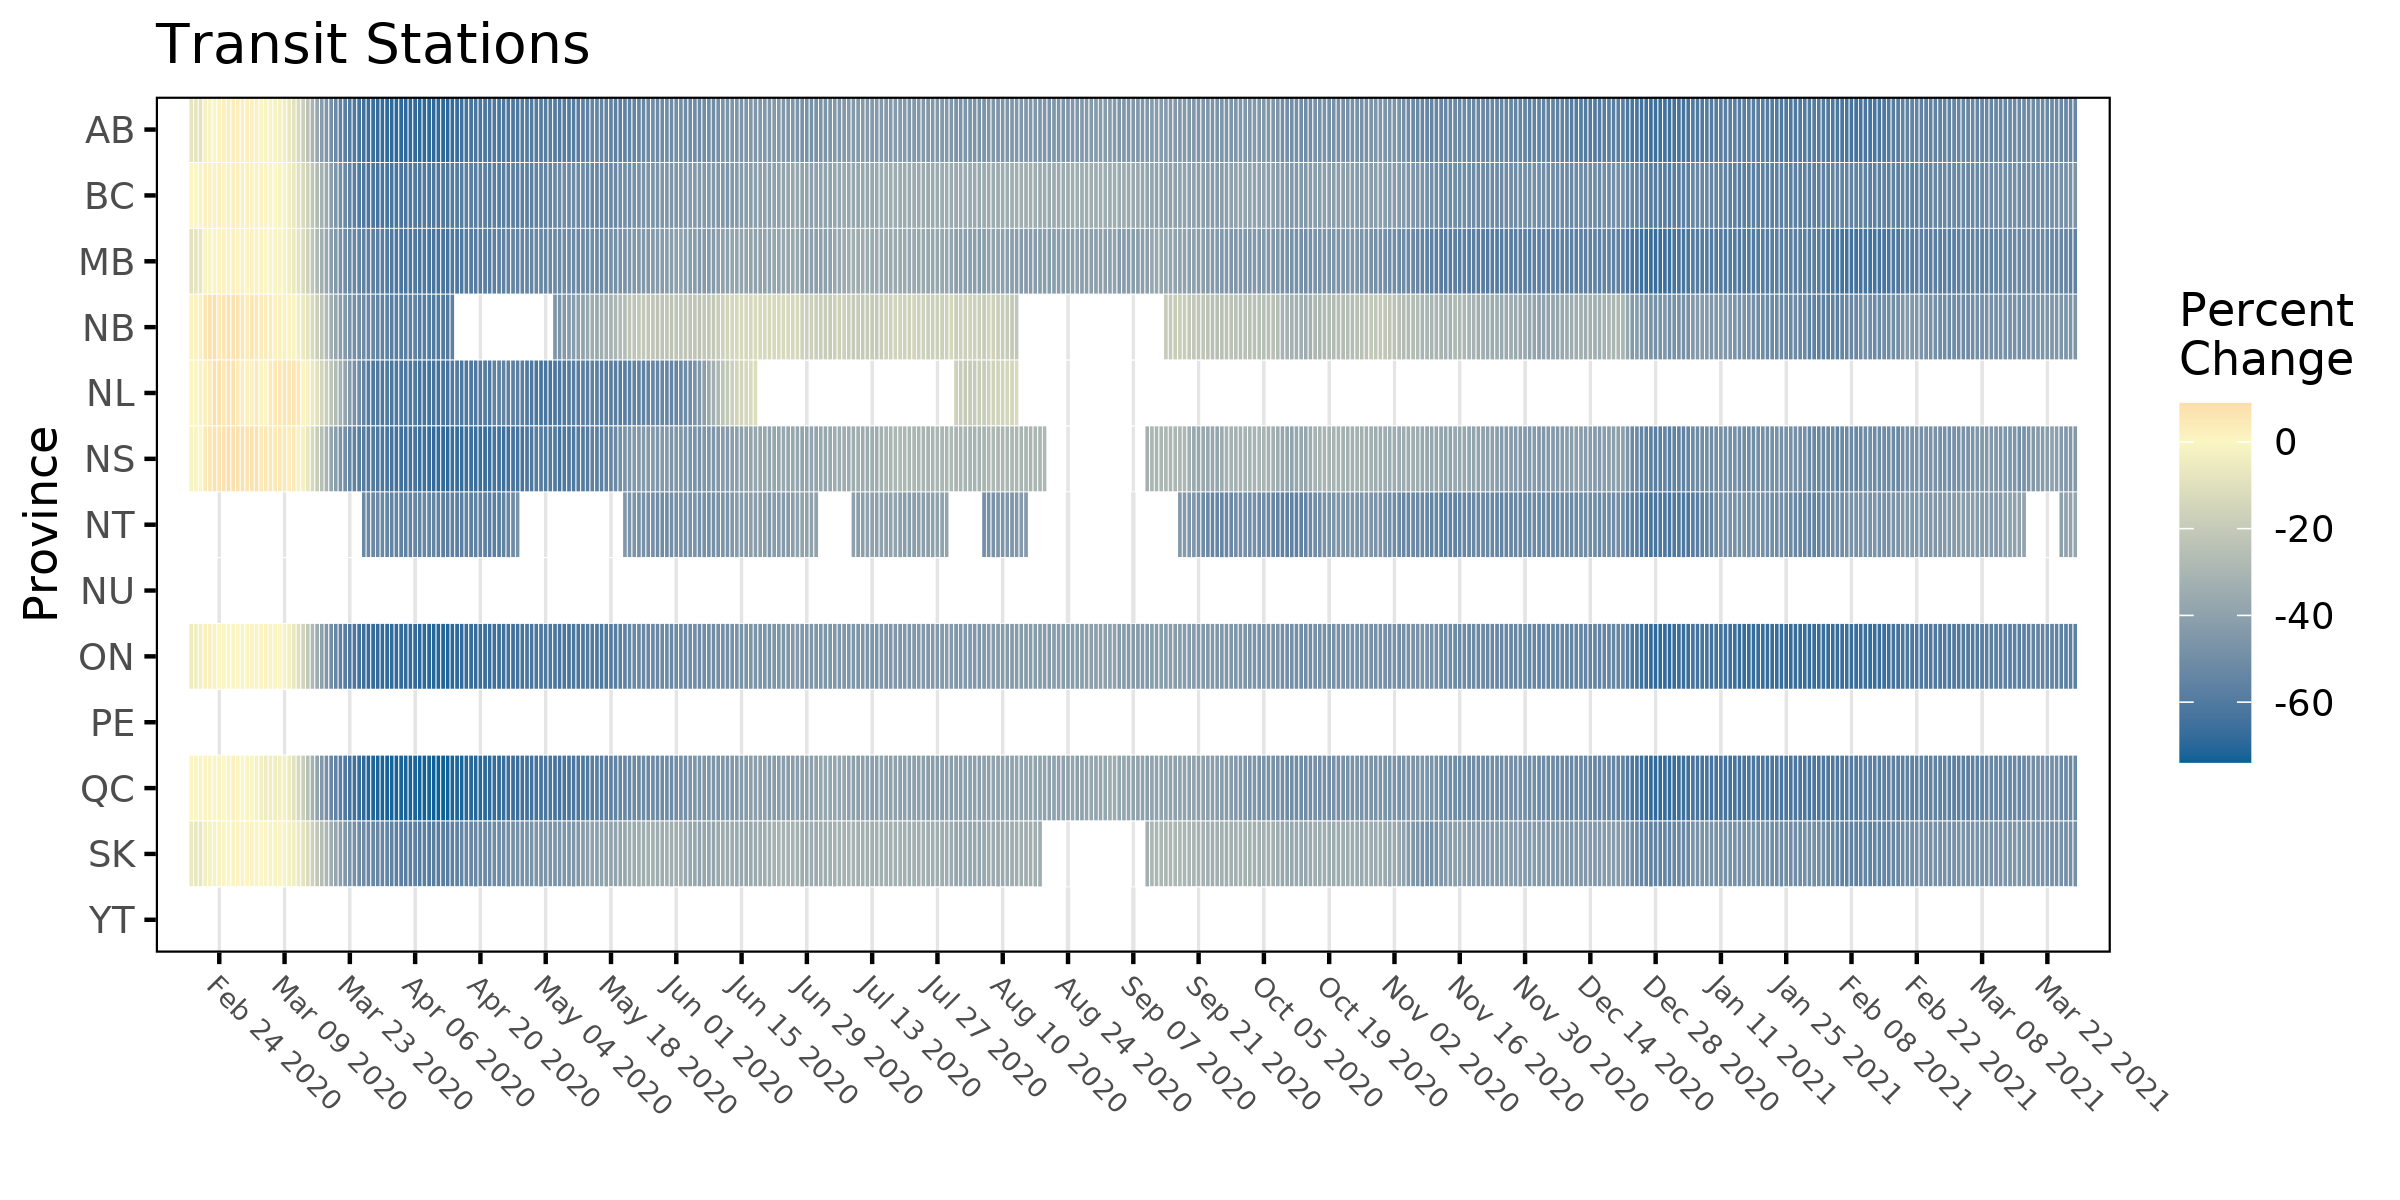 Transit Stations
Province
AB
BC
MB
NB
NL
NS
NT
NU
ON
PE
QC
SK
YT
Feb 24 2020
Mar 09 2020
Mar 23 2020
Apr 06 2020
Apr 20 2020
May 04 2020
May 18 2020
Jun 01 2020
Jun 15 2020
Jun 29 2020
Jul 13 2020
Jul 27 2020
Aug 10 2020
Aug 24 2020
Sep 07 2020
Sep 21 2020
Oct 05 2020
Oct 19 2020
Nov 02 2020
Nov 16 2020
Nov 30 2020
Dec 14 2020
Dec 28 2020
Jan 11 2021
Jan 25 2021
Feb 08 2021
Feb 22 2021
Mar 08 2021
Mar 22 2021
Percent
Change
0
-20
-40
-60